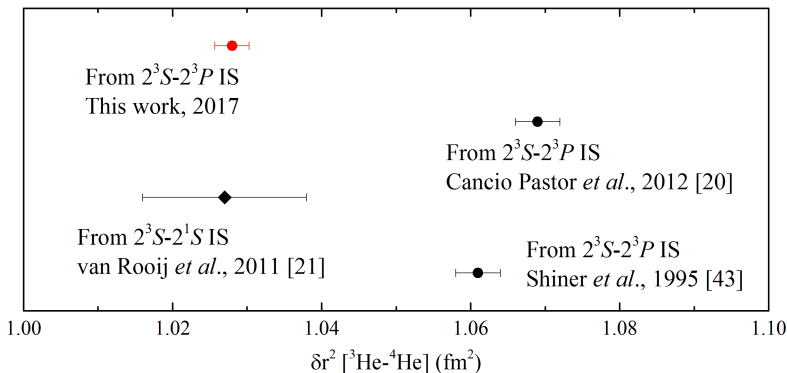 From 2³S-2³P IS
This work, 2017
From 2³S-2³P IS
Cancio Pastor et al., 2012 [20]
From 2³S-2¹S IS
van Rooij et al., 2011 [21]
From 2³S-2³P IS
Shiner et al., 1995 [43]
1.00 1.02 1.04 1.06 1.08 1.10
δr² [³He-⁴He] (fm²)